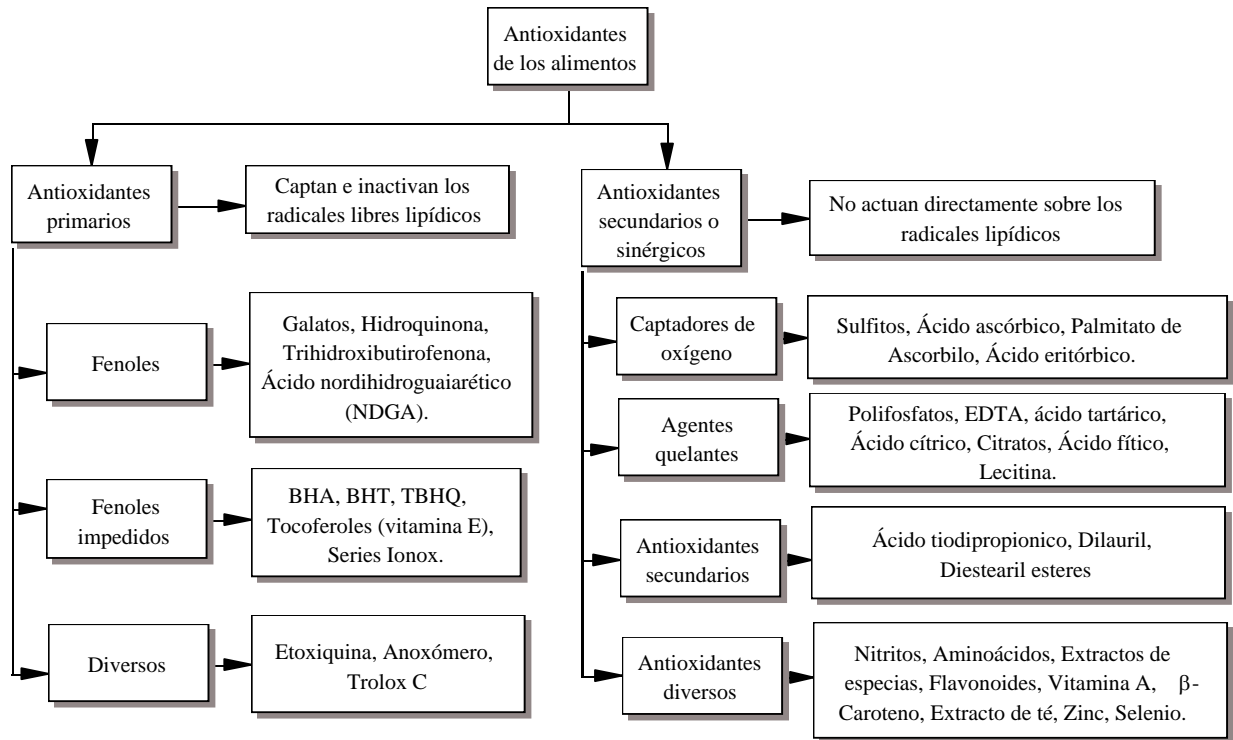 Antioxidantes
de los alimentos
Antioxidantes
primarios
Captan e inactivan los
radicales libres lipídicos
Fenoles
Galatos, Hidroquinona,
Trihidroxibutirofenona,
Ácido nordihidroguaiarético
(NDGA).
Fenoles
impedidos
BHA, BHT, TBHQ,
Tocoferoles (vitamina E),
Series Ionox.
Diversos
Etoxiquina, Anoxómero,
Trolox C
Antioxidantes
secundarios o
sinérgicos
No actuan directamente sobre los
radicales lipídicos
Captadores de
oxígeno
Sulfitos, Ácido ascórbico, Palmitato de
Ascorbilo, Ácido eritórbico.
Agentes
quelantes
Polifosfatos, EDTA, ácido tartárico,
Ácido cítrico, Citratos, Ácido fítico,
Lecitina.
Antioxidantes
secundarios
Ácido tiodipropionico, Dilauril,
Diestearil esteres
Antioxidantes
diversos
Nitritos, Aminoácidos, Extractos de
especias, Flavonoides, Vitamina A, β-
Caroteno, Extracto de té, Zinc, Selenio.